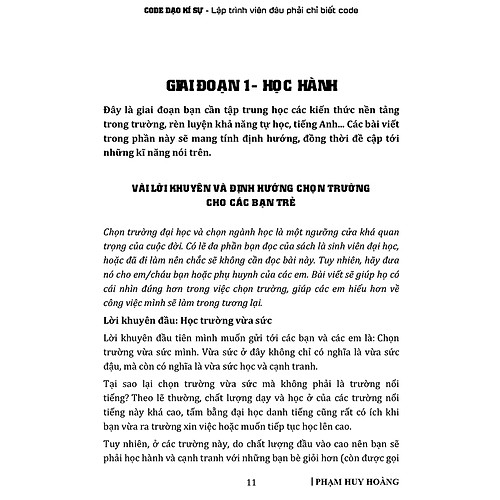 CODE DẠO KÍ SỰ - Lập trình viên đâu phải chỉ biết code
GIAI ĐOẠN 1 - HỌC HÀNH
Đây là giai đoạn bạn cần tập trung học các kiến thức nền tảng
trong trường, rèn luyện khả năng tự học, tiếng Anh... Các bài viết
trong phần này sẽ mang tính định hướng, đồng thời đề cập tới
những kĩ năng nói trên.
VÀI LỜI KHUYÊN VÀ ĐỊNH HƯỚNG CHỌN TRƯỜNG
CHO CÁC BẠN TRẺ
Chọn trường đại học và chọn ngành học là một ngưỡng cửa khá quan
trọng của cuộc đời. Có lẽ đa phần bạn đọc của sách là sinh viên đại học,
hoặc đã đi làm nên chắc sẽ không cần đọc bài này. Tuy nhiên, hãy đưa
nó cho em/cháu bạn hoặc phụ huynh của các em. Bài viết sẽ giúp họ có
cái nhìn đúng hơn trong việc chọn trường, giúp các em hiểu hơn về
công việc mình sẽ làm trong tương lai.
Lời khuyên đầu: Học trường vừa sức
Lời khuyên đầu tiên mình muốn gửi tới các bạn và các em là: Chọn
trường vừa sức mình. Vừa sức ở đây không chỉ có nghĩa là vừa sức
đậu, mà còn có nghĩa là vừa sức học và cạnh tranh.
Tại sao lại chọn trường vừa sức mà không phải là trường nổi
tiếng? Theo lẽ thường, chất lượng dạy và học ở của các trường nổi
tiếng này khá cao, tấm bằng đại học danh tiếng cũng rất có ích khi
bạn vừa ra trường xin việc hoặc muốn tiếp tục học lên cao.
Tuy nhiên, ở các trường này, do chất lượng đầu vào cao nên bạn sẽ
phải học hành và cạnh tranh với những bạn bè giỏi hơn (còn được gọi
11
| PHẠM HUY HOÀNG